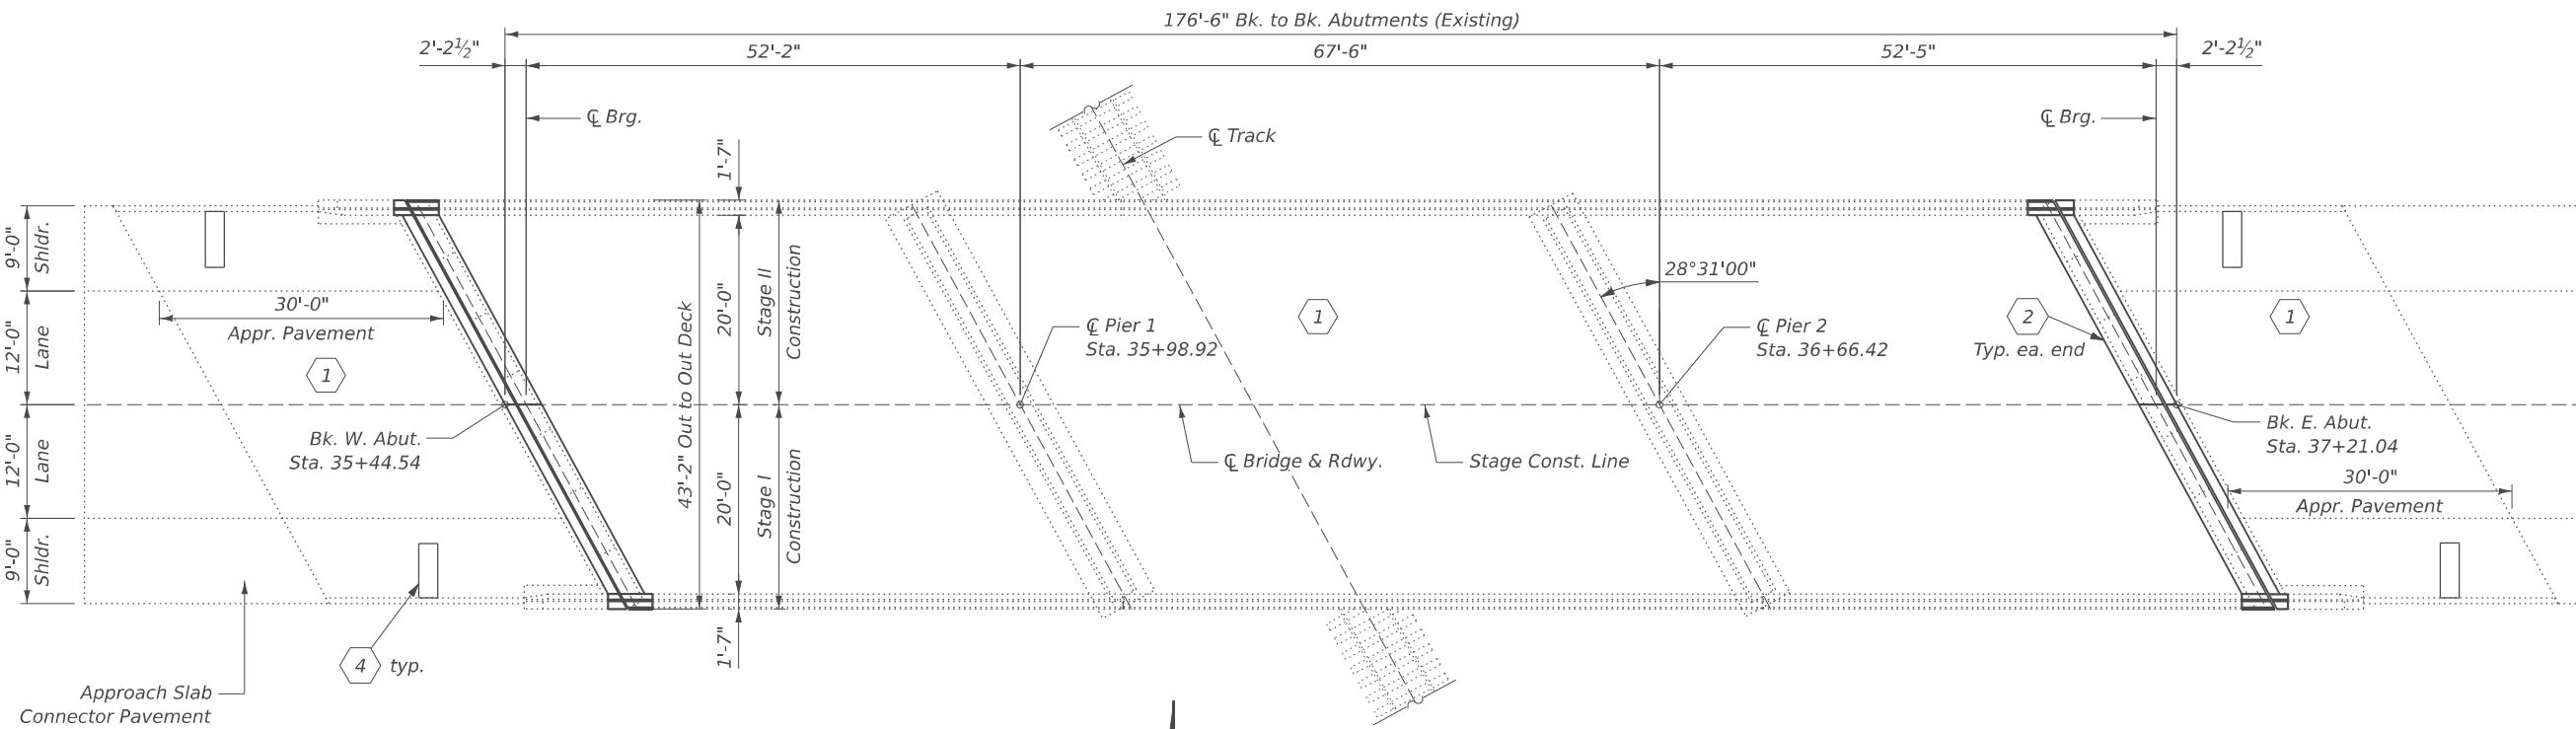 176'-6" Bk. to Bk. Abutments (Existing)
2'-2½"
52'-2"
67'-6"
52'-5"
2'-2½"
℄ Brg.
℄ Brg.
℄ Track
1'-7"
9'-0"
Shldr.
12'-0"
Lane
12'-0"
Lane
9'-0"
Shldr.
30'-0"
Appr. Pavement
1
43'-2" Out to Out Deck
20'-0"
Stage II
Construction
20'-0"
Stage I
Construction
1'-7"
℄ Pier 1
Sta. 35+98.92
1
28°31'00"
℄ Pier 2
Sta. 36+66.42
2
Typ. ea. end
1
Bk. W. Abut.
Sta. 35+44.54
℄ Bridge & Rdwy.
Stage Const. Line
Bk. E. Abut.
Sta. 37+21.04
30'-0"
Appr. Pavement
4 typ.
Approach Slab
Connector Pavement